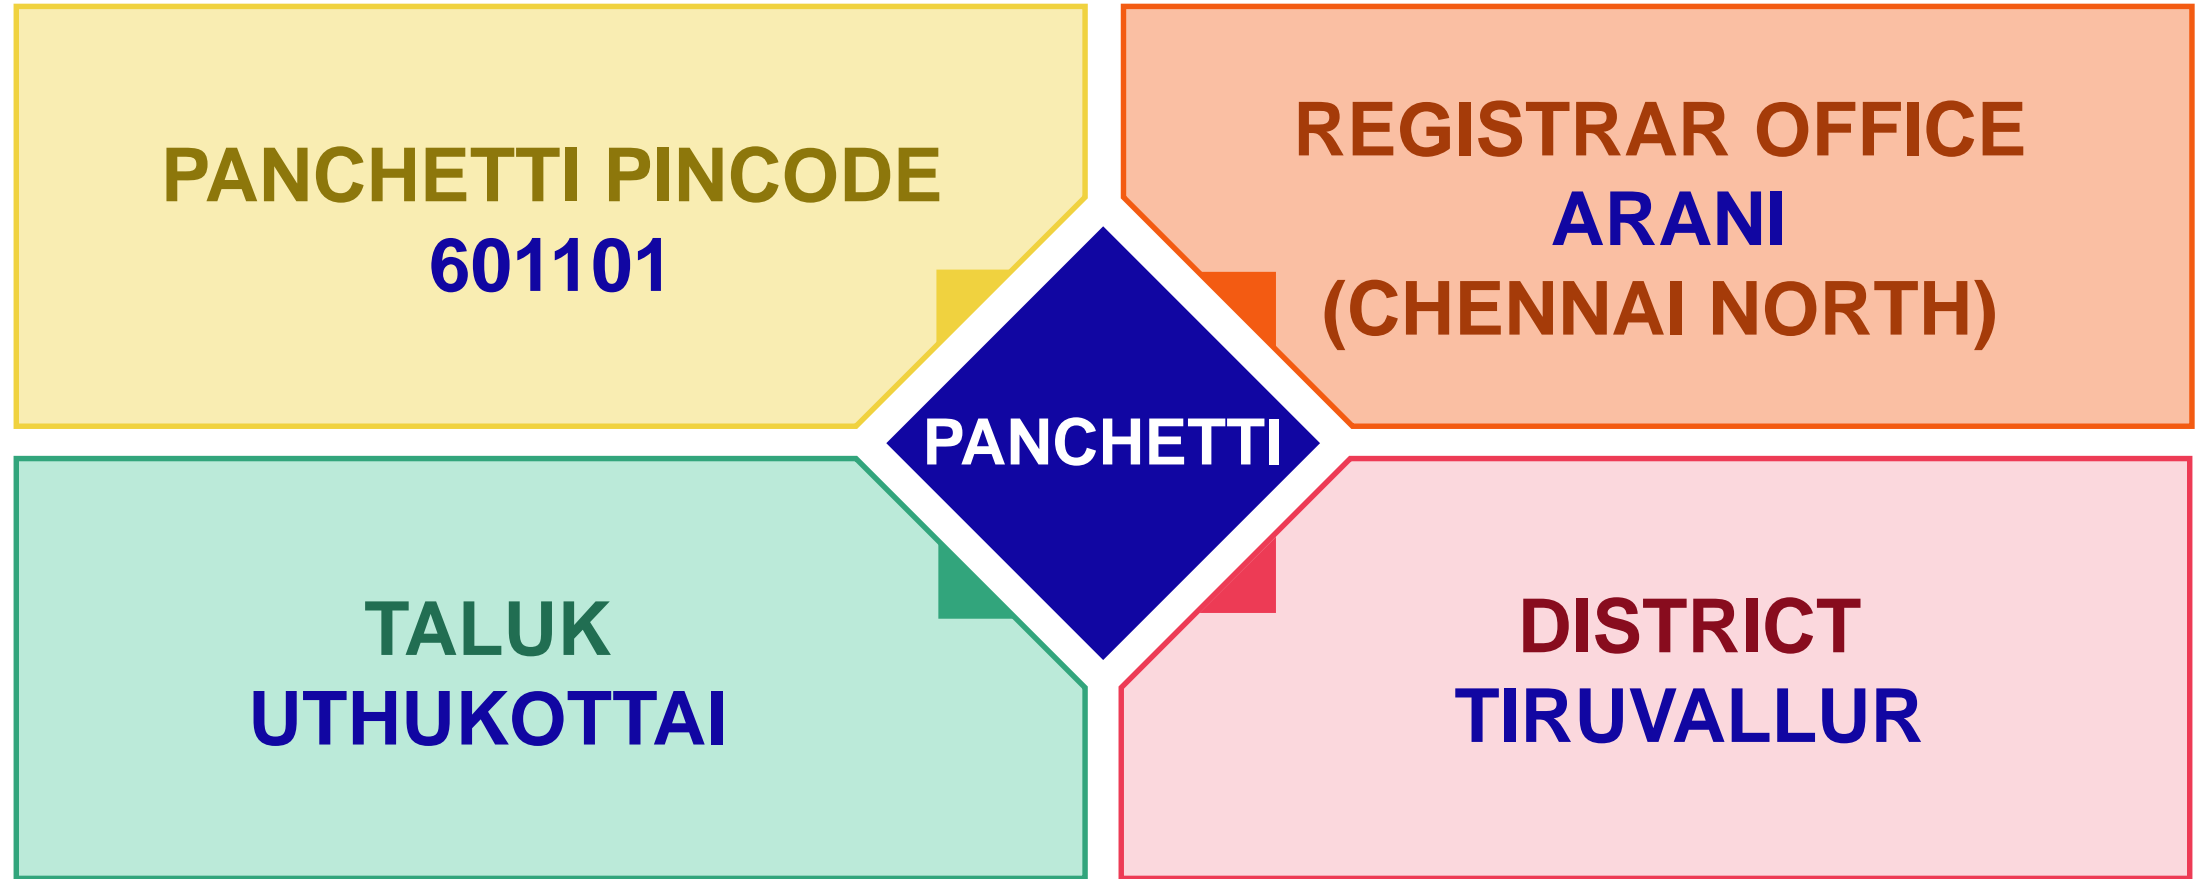 PANCHETTI PINCODE
601101
REGISTRAR OFFICE
ARANI
(CHENNAI NORTH)
PANCHETTI
TALUK
UTHUKOTTAI
DISTRICT
TIRUVALLUR